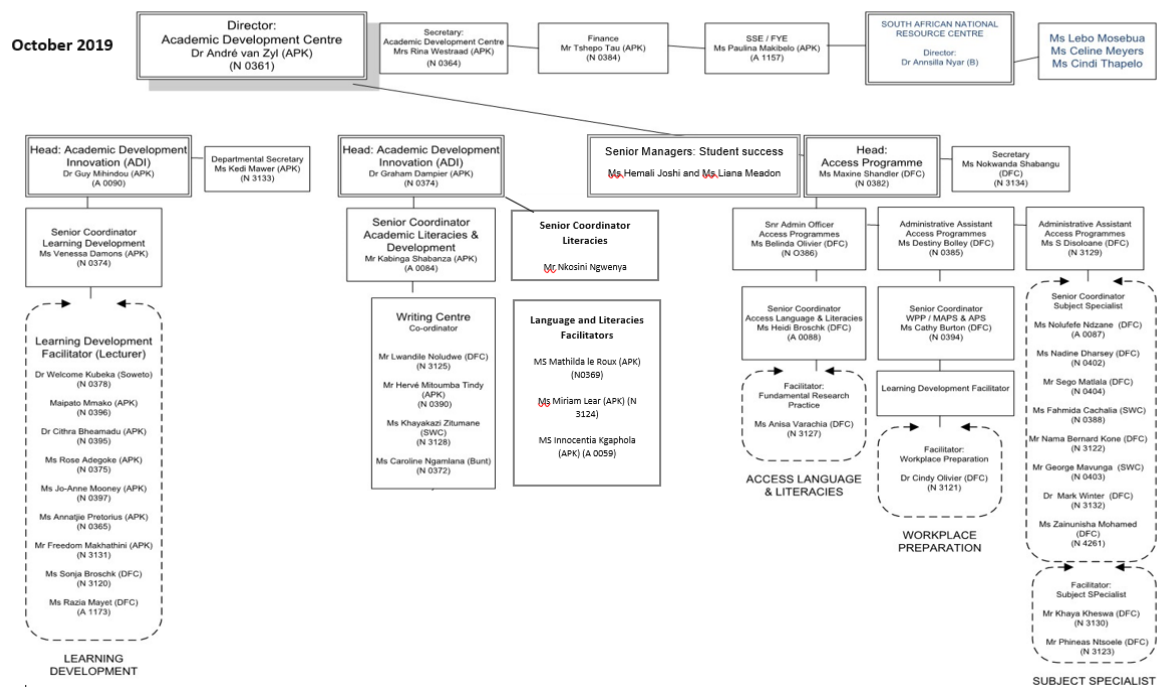 October 2019
Director:
Academic Development Centre
Dr André van Zyl (APK)
(N 0361)
Secretary:
Academic Development Centre
Mrs Rina Westraad (APK)
(N 0364)
Finance
Mr Tshepo Tau (APK)
(N 0384)
SSE / FYE
Ms Paulina Makibelo (APK)
(A 1157)
SOUTH AFRICAN NATIONAL
RESOURCE CENTRE
Director:
Dr Annsilla Nyar (B)
Ms Lebo Mosebua
Ms Celine Meyers
Ms Cindi Thapelo
Head: Academic Development
Innovation (ADI)
Dr Guy Mihindou (APK)
(A 0090)
Departmental Secretary
Ms Kedi Mawer (APK)
(N 3133)
Head: Academic Development
Innovation (ADI)
Dr Graham Dampier (APK)
(N 0374)
Senior Managers: Student success
Ms.Hemali Joshi and Ms.Liana Meadon
Head:
Access Programme
Ms Maxine Shandler (DFC)
(N 0382)
Secretary
Ms Nokwanda Shabangu
(DFC)
(N 3134)
Senior Coordinator
Learning Development
Ms Venessa Damons (APK)
(N 0374)
Learning Development
Facilitator (Lecturer)
Dr Welcome Kubeka (Soweto)
(N 0378)
Maipato Mmako (APK)
(N 0396)
Dr Cithra Bheamadu (APK)
(N 0395)
Ms Rose Adegoke (APK)
(N 0375)
Ms Jo-Anne Mooney (APK)
(N 0397)
Ms Annatjie Pretorius (APK)
(N 0365)
Mr Freedom Makhathini (APK)
(N 3131)
Ms Sonja Broschk (DFC)
(N 3120)
Ms Razia Mayet (DFC)
(A 1173)
LEARNING
DEVELOPMENT
Senior Coordinator
Academic Literacies &
Development
Mr Kabinga Shabanza (APK)
(A 0084)
Writing Centre
Co-ordinator
Mr Lwandile Noludwe (DFC)
(N 3125)
Mr Hervé Mitoumba Tindy
(APK)
(N 0390)
Ms Khayakazi Zitumane
(SWC)
(N 3128)
Ms Caroline Ngamlana (Bunt)
(N 0372)
Senior Coordinator
Literacies
Mr Nkosini Ngwenya
Language and Literacies
Facilitators
MS Mathilda le Roux (APK)
(N0369)
Ms Miriam Lear (APK) (N
3124)
MS Innocentia Kgaphola
(APK) (A 0059)
Snr Admin Officer
Access Programmes
Ms Belinda Olivier (DFC)
(N O386)
Senior Coordinator
Access Language & Literacies
Ms Heidi Broschk (DFC)
(A 0088)
Facilitator:
Fundamental Research
Practice
Ms Anisa Varachia (DFC)
(N 3127)
ACCESS LANGUAGE
& LITERACIES
Administrative Assistant
Access Programmes
Ms Destiny Bolley (DFC)
(N 0385)
Senior Coordinator
WPP / MAPS & APS
Ms Cathy Burton (DFC)
(N 0394)
Learning Development Facilitator
Facilitator:
Workplace Preparation
Dr Cindy Olivier (DFC)
(N 3121)
WORKPLACE
PREPARATION
Administrative Assistant
Access Programmes
Ms S Disoloane (DFC)
(N 3129)
Senior Coordinator
Subject Specialist
Ms Nolufefe Ndzane (DFC)
(A 0087)
Ms Nadine Dharsey (DFC)
(N 0402)
Mr Sego Matlala (DFC)
(N 0404)
Ms Fahmida Cachalia (SWC)
(N 0388)
Mr Nama Bernard Kone (DFC)
(N 3122)
Mr George Mavunga (SWC)
(N 0403)
Dr Mark Winter (DFC)
(N 3132)
Ms Zainunisha Mohamed
(DFC)
(N 4261)
Facilitator:
Subject SPecialist
Mr Khaya Kheswa (DFC)
(N 3130)
Mr Phineas Ntsoele (DFC)
(N 3123)
SUBJECT SPECIALIST